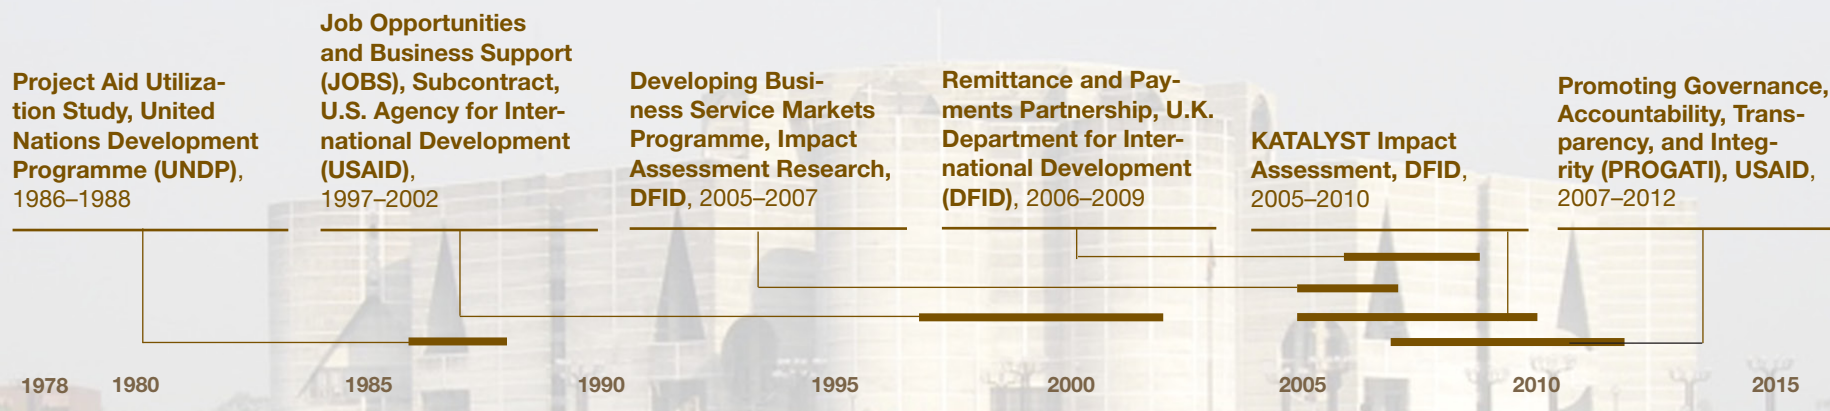 Project Aid Utiliza-
tion Study, United
Nations Development
Programme (UNDP),
1986–1988
Job Opportunities
and Business Support
(JOBS), Subcontract,
U.S. Agency for Inter-
national Development
(USAID),
1997–2002
Developing Busi-
ness Service Markets
Programme, Impact
Assessment Research,
DFID, 2005–2007
Remittance and Pay-
ments Partnership, U.K.
Department for Inter-
national Development
(DFID), 2006–2009
KATALYST Impact
Assessment, DFID,
2005–2010
Promoting Governance,
Accountability, Trans-
parency, and Integ-
rity (PROGATI), USAID,
2007–2012
1978 1980 1985 1990 1995 2000 2005 2010 2015